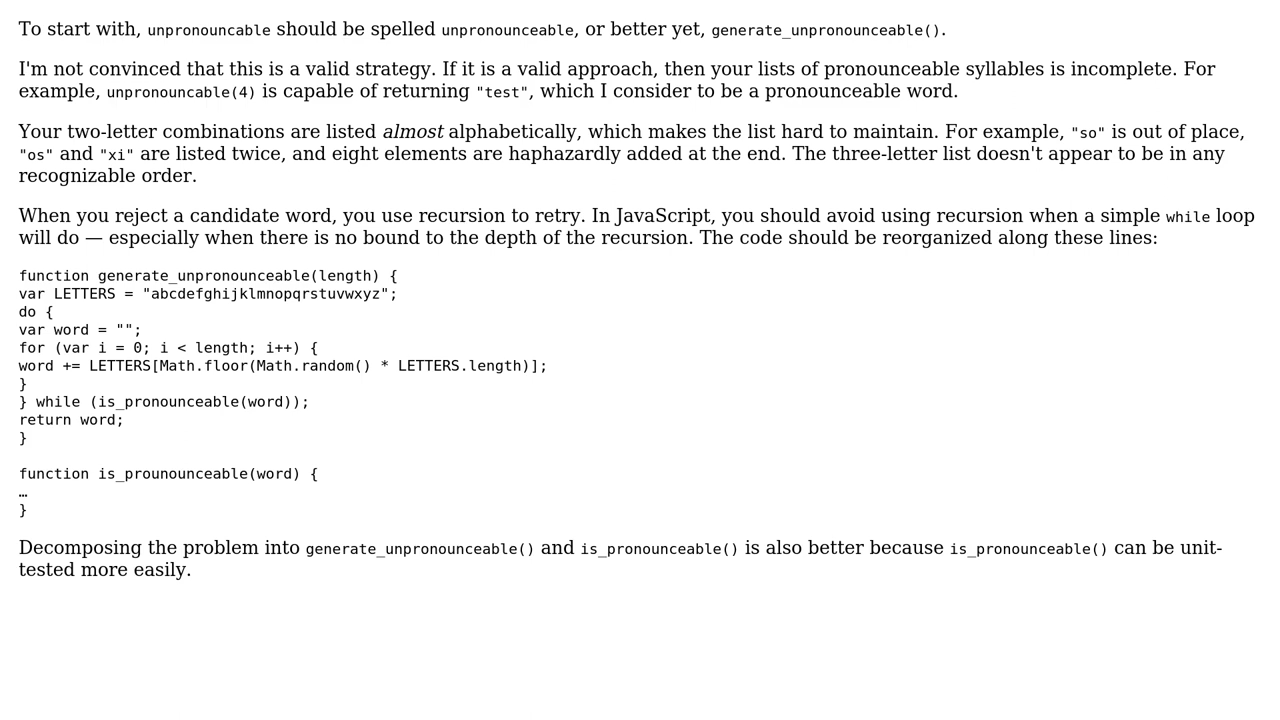 To start with, unpronouncable should be spelled unpronounceable, or better yet, generate_unpronounceable().
I'm not convinced that this is a valid strategy. If it is a valid approach, then your lists of pronounceable syllables is incomplete. For
example, unpronouncable(4) is capable of returning "test", which I consider to be a pronounceable word.
Your two-letter combinations are listed almost alphabetically, which makes the list hard to maintain. For example, "so" is out of place,
"os" and "xi" are listed twice, and eight elements are haphazardly added at the end. The three-letter list doesn't appear to be in any
recognizable order.
When you reject a candidate word, you use recursion to retry. In JavaScript, you should avoid using recursion when a simple while loop
will do — especially when there is no bound to the depth of the recursion. The code should be reorganized along these lines:
function generate_unpronounceable(length) {
var LETTERS = "abcdefghijklmnopqrstuvwxyz";
do {
var word = "";
for (var i = 0; i < length; i++) {
word += LETTERS[Math.floor(Math.random() * LETTERS.length)];
}
} while (is_pronounceable(word));
return word;
}
function is_prounounceable(word) {
…
}
Decomposing the problem into generate_unpronounceable() and is_pronounceable() is also better because is_pronounceable() can be unit-
tested more easily.